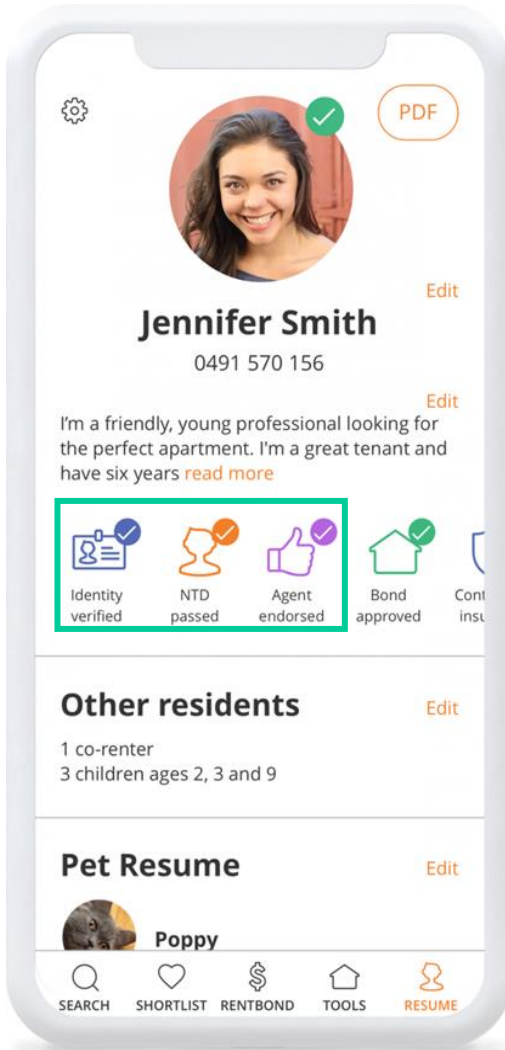 PDF
Edit
Jennifer Smith
0491 570 156
Edit
I'm a friendly, young professional looking for
the perfect apartment. I'm a great tenant and
have six years read more
Identity verified
NTD passed
Agent endorsed
Bond approved
Other residents
Edit
1 co-renter
3 children ages 2, 3 and 9
Pet Resume
Edit
Poppy
SEARCH
SHORTLIST
RENTBOND
TOOLS
RESUME